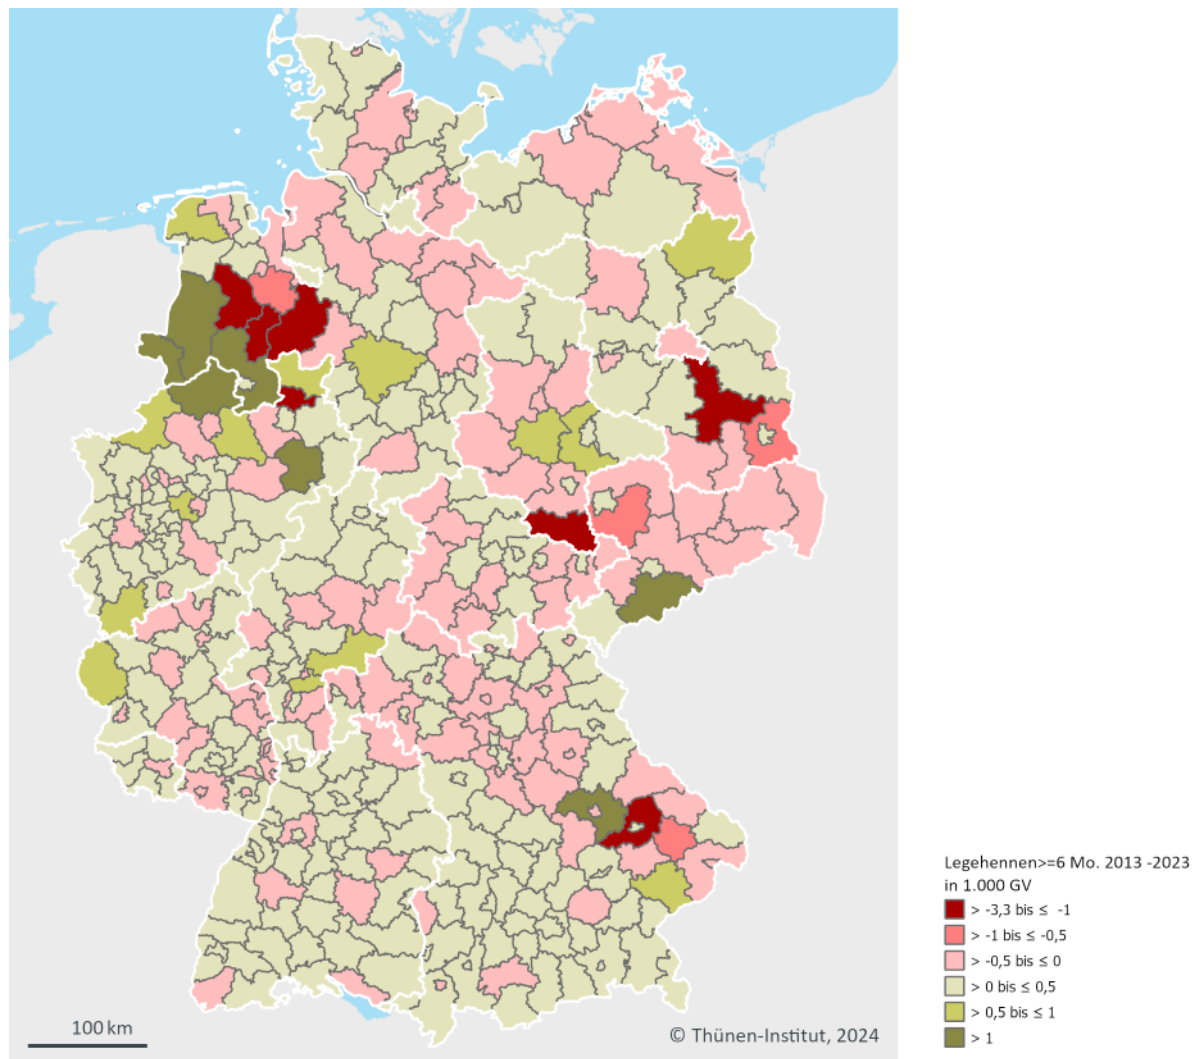 Legehennen>=6 Mo. 2013 -2023
in 1.000 GV
> -3,3 bis ≤ -1
> -1 bis ≤ -0,5
> -0,5 bis ≤ 0
> 0 bis ≤ 0,5
> 0,5 bis ≤ 1
> 1
100 km
© Thünen-Institut, 2024